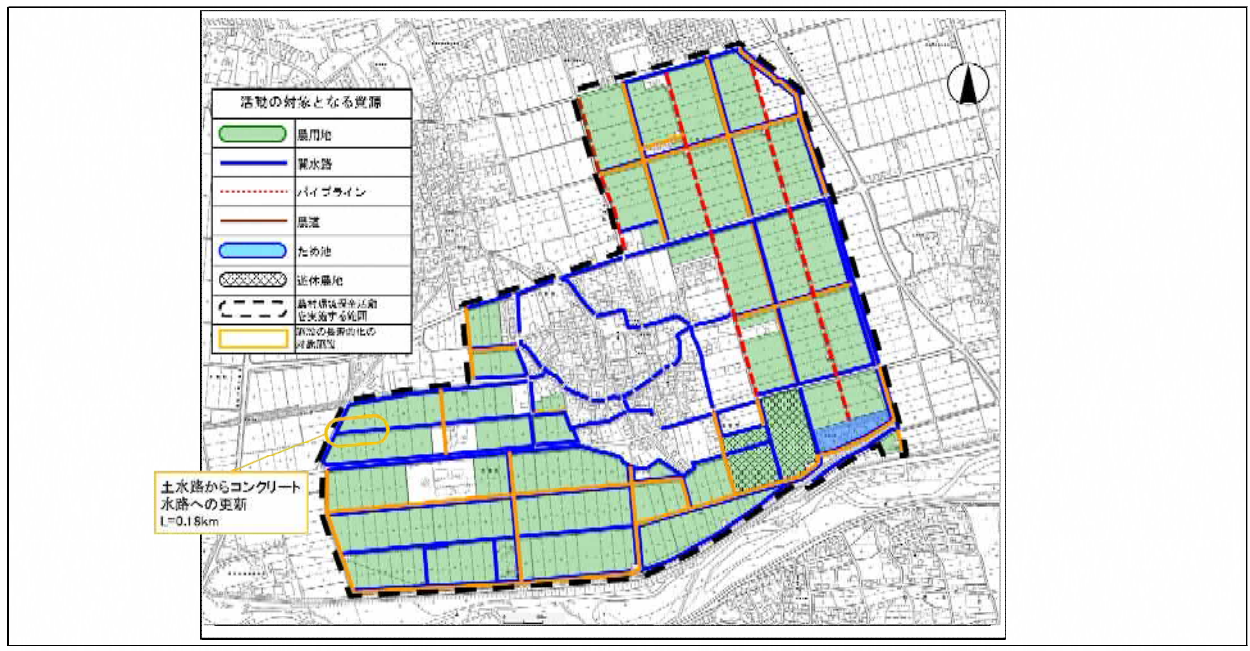 活動の対象となる資源
農用地
開水路
パイプライン
農道
ため池
遊休農地
農村環境保全活動
を実施する範囲
施設の長寿命化の
対象施設
土水路からコンクリート
水路への更新
L=0.18km